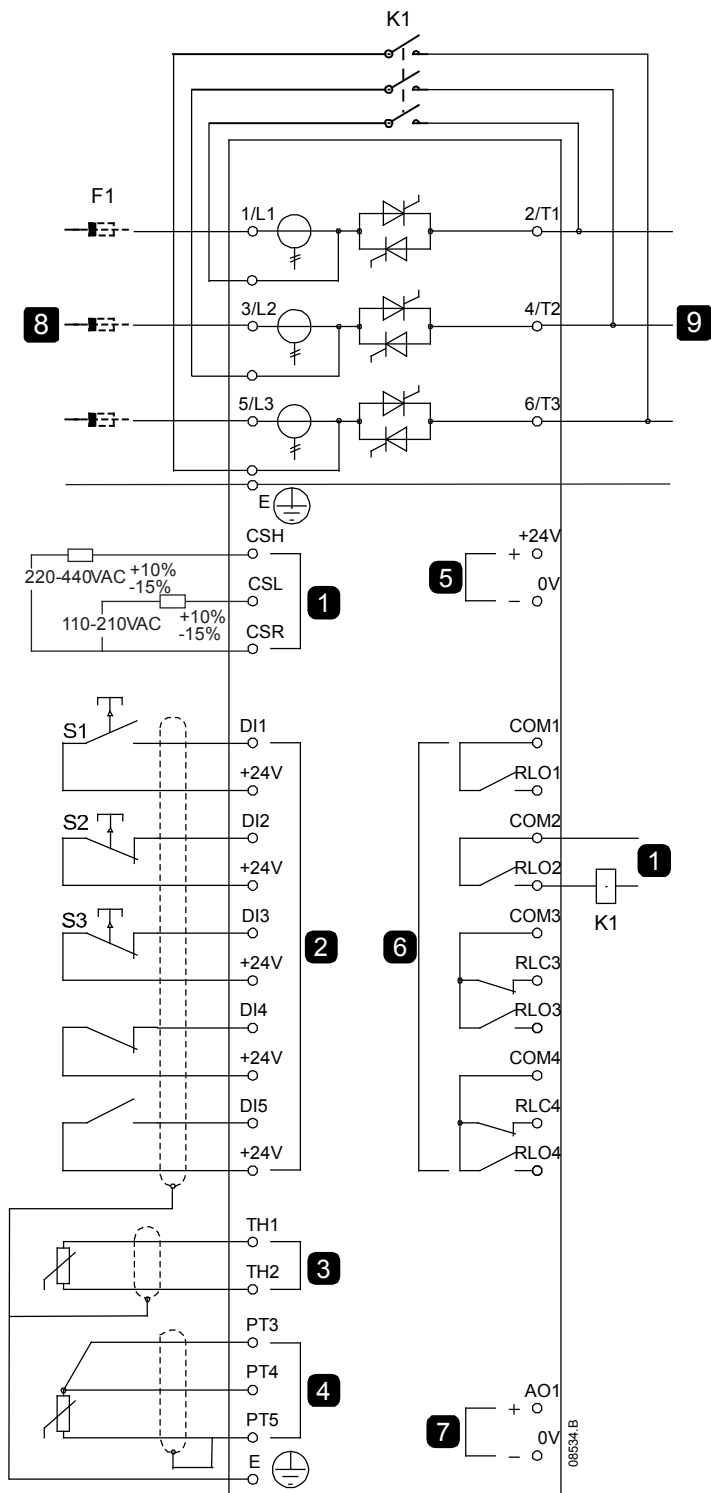 K1
F1
1/L1
2/T1
8
3/L2
4/T2
9
5/L3
6/T3
E
CSH
+24V
220-440VAC +10%
-15%
CSL
1
5
+
0V
−
110-210VAC +10%
-15%
CSR
S1
DI1
COM1
+24V
RLO1
S2
DI2
COM2
+24V
RLO2
1
K1
S3
DI3
COM3
2
6
+24V
RLC3
DI4
RLO3
+24V
COM4
DI5
RLC4
+24V
RLO4
TH1
3
TH2
PT3
PT4
4
AO1
+
PT5
7
0V
−
E
08534.B